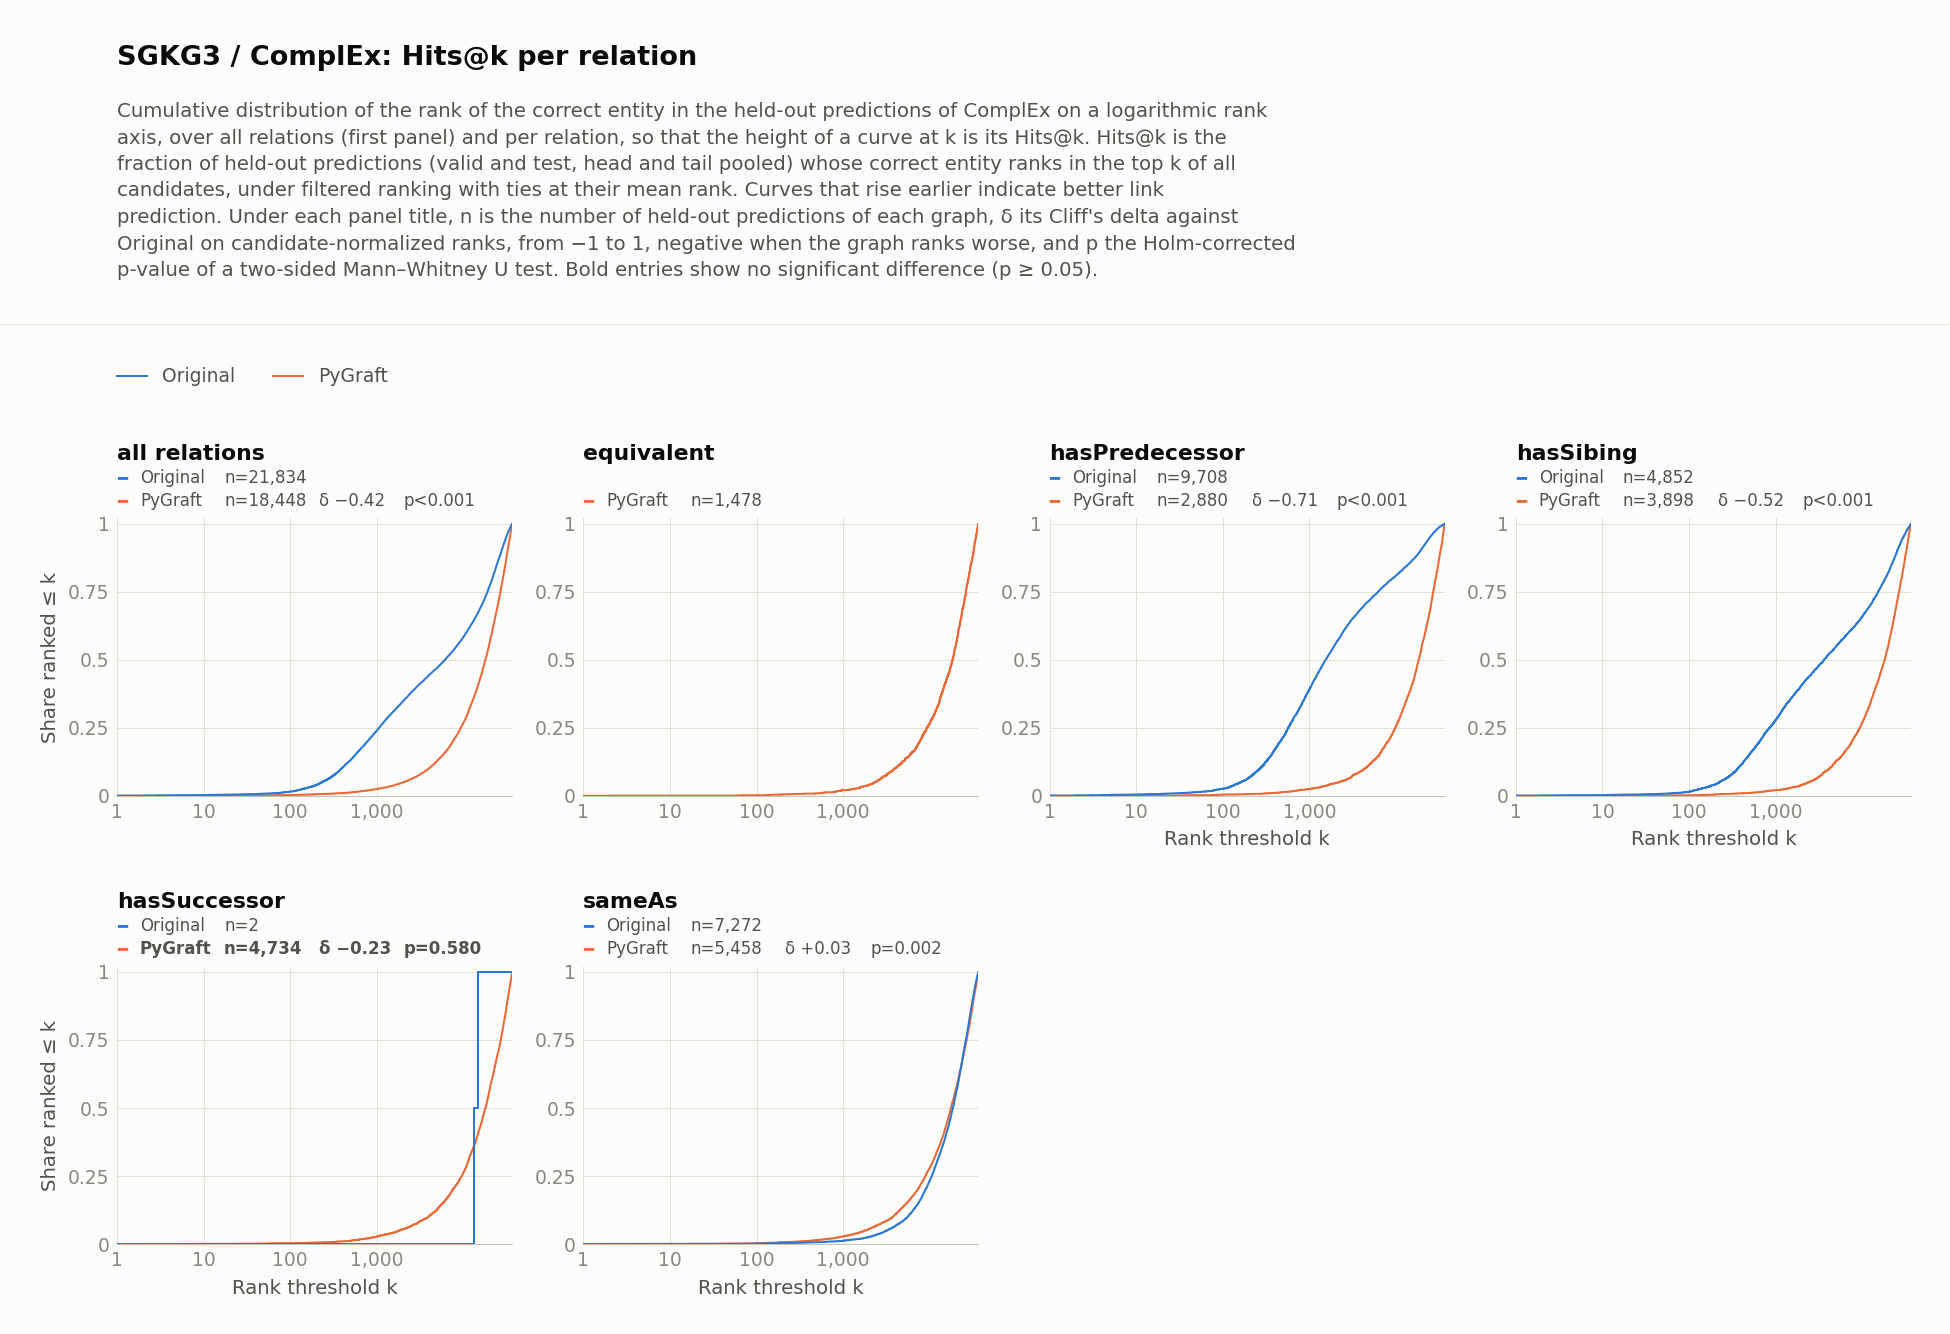 SGKG3 / ComplEx: Hits@k per relation
Cumulative distribution of the rank of the correct entity in the held-out predictions of ComplEx on a logarithmic rank
axis, over all relations (first panel) and per relation, so that the height of a curve at k is its Hits@k. Hits@k is the
fraction of held-out predictions (valid and test, head and tail pooled) whose correct entity ranks in the top k of all
candidates, under filtered ranking with ties at their mean rank. Curves that rise earlier indicate better link
prediction. Under each panel title, n is the number of held-out predictions of each graph, δ its Cliff's delta against
Original on candidate-normalized ranks, from −1 to 1, negative when the graph ranks worse, and p the Holm-corrected
p-value of a two-sided Mann–Whitney U test. Bold entries show no significant difference (p ≥ 0.05).
Original PyGraft
all relations
Original n=21,834
PyGraft n=18,448 δ −0.42 p<0.001
1
0.75
0.5
0.25
0
1 10 100 1,000
Share ranked ≤ k
equivalent
PyGraft n=1,478
1
0.75
0.5
0.25
0
1 10 100 1,000
hasPredecessor
Original n=9,708
PyGraft n=2,880 δ −0.71 p<0.001
1
0.75
0.5
0.25
0
1 10 100 1,000
Rank threshold k
hasSibing
Original n=4,852
PyGraft n=3,898 δ −0.52 p<0.001
1
0.75
0.5
0.25
0
1 10 100 1,000
Rank threshold k
hasSuccessor
Original n=2
PyGraft n=4,734 δ −0.23 p=0.580
1
0.75
0.5
0.25
0
1 10 100 1,000
Share ranked ≤ k
Rank threshold k
sameAs
Original n=7,272
PyGraft n=5,458 δ +0.03 p=0.002
1
0.75
0.5
0.25
0
1 10 100 1,000
Rank threshold k